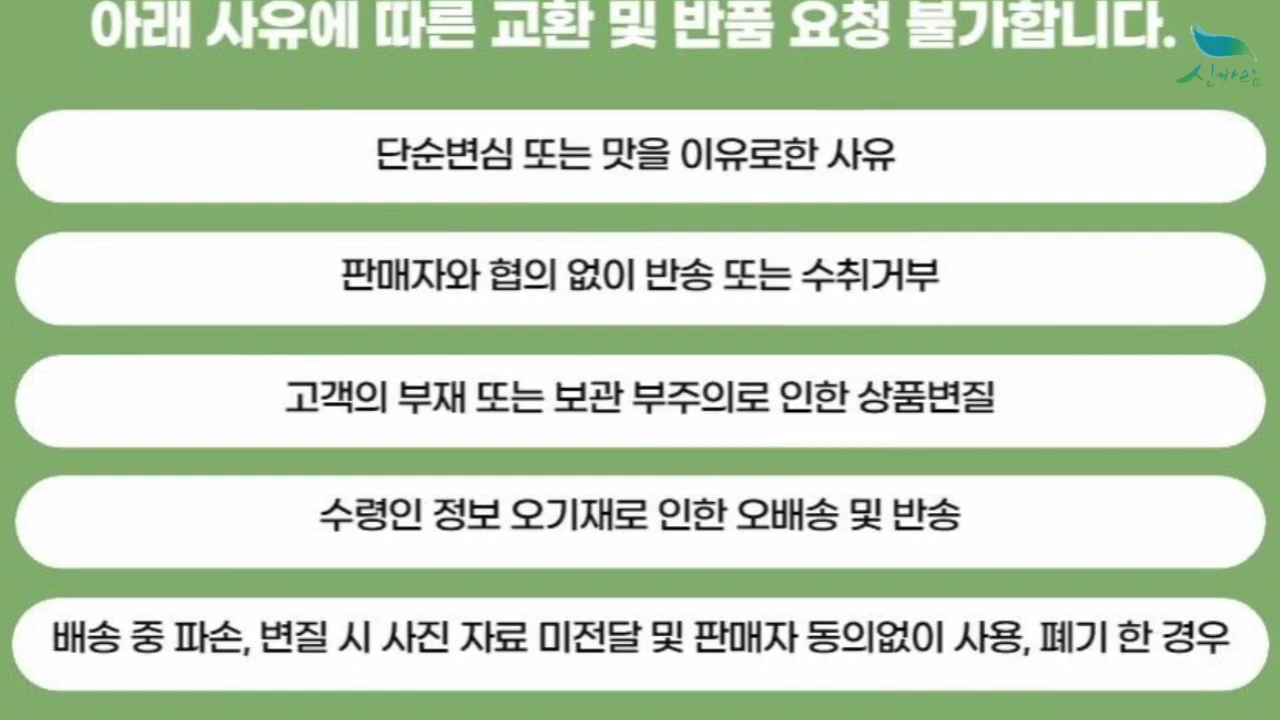 아래 사유에 따른 교환 및 반품 요청 불가합니다.
신바람
단순변심 또는 맛을 이유로한 사유
판매자와 협의 없이 반송 또는 수취거부
고객의 부재 또는 보관 부주의로 인한 상품변질
수령인 정보 오기재로 인한 오배송 및 반송
배송 중 파손, 변질 시 사진 자료 미전달 및 판매자 동의없이 사용, 폐기 한 경우